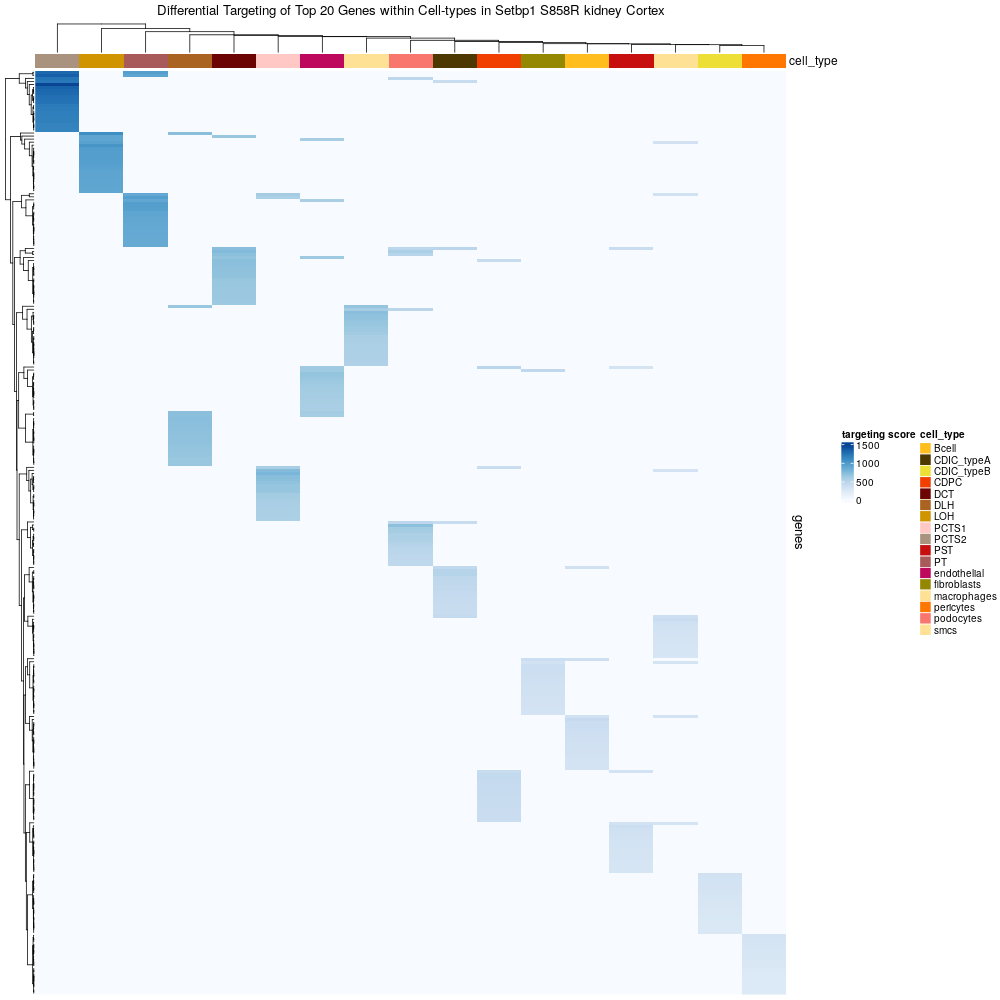 Differential Targeting of Top 20 Genes within Cell-types in Setbp1 S858R kidney Cortex
cell_type
genes
targeting score
1500
1000
500
0
cell_type
Bcell
CDIC_typeA
CDIC_typeB
CDPC
DCT
DLH
LOH
PCTS1
PCTS2
PST
PT
endothelial
fibroblasts
macrophages
pericytes
podocytes
smcs